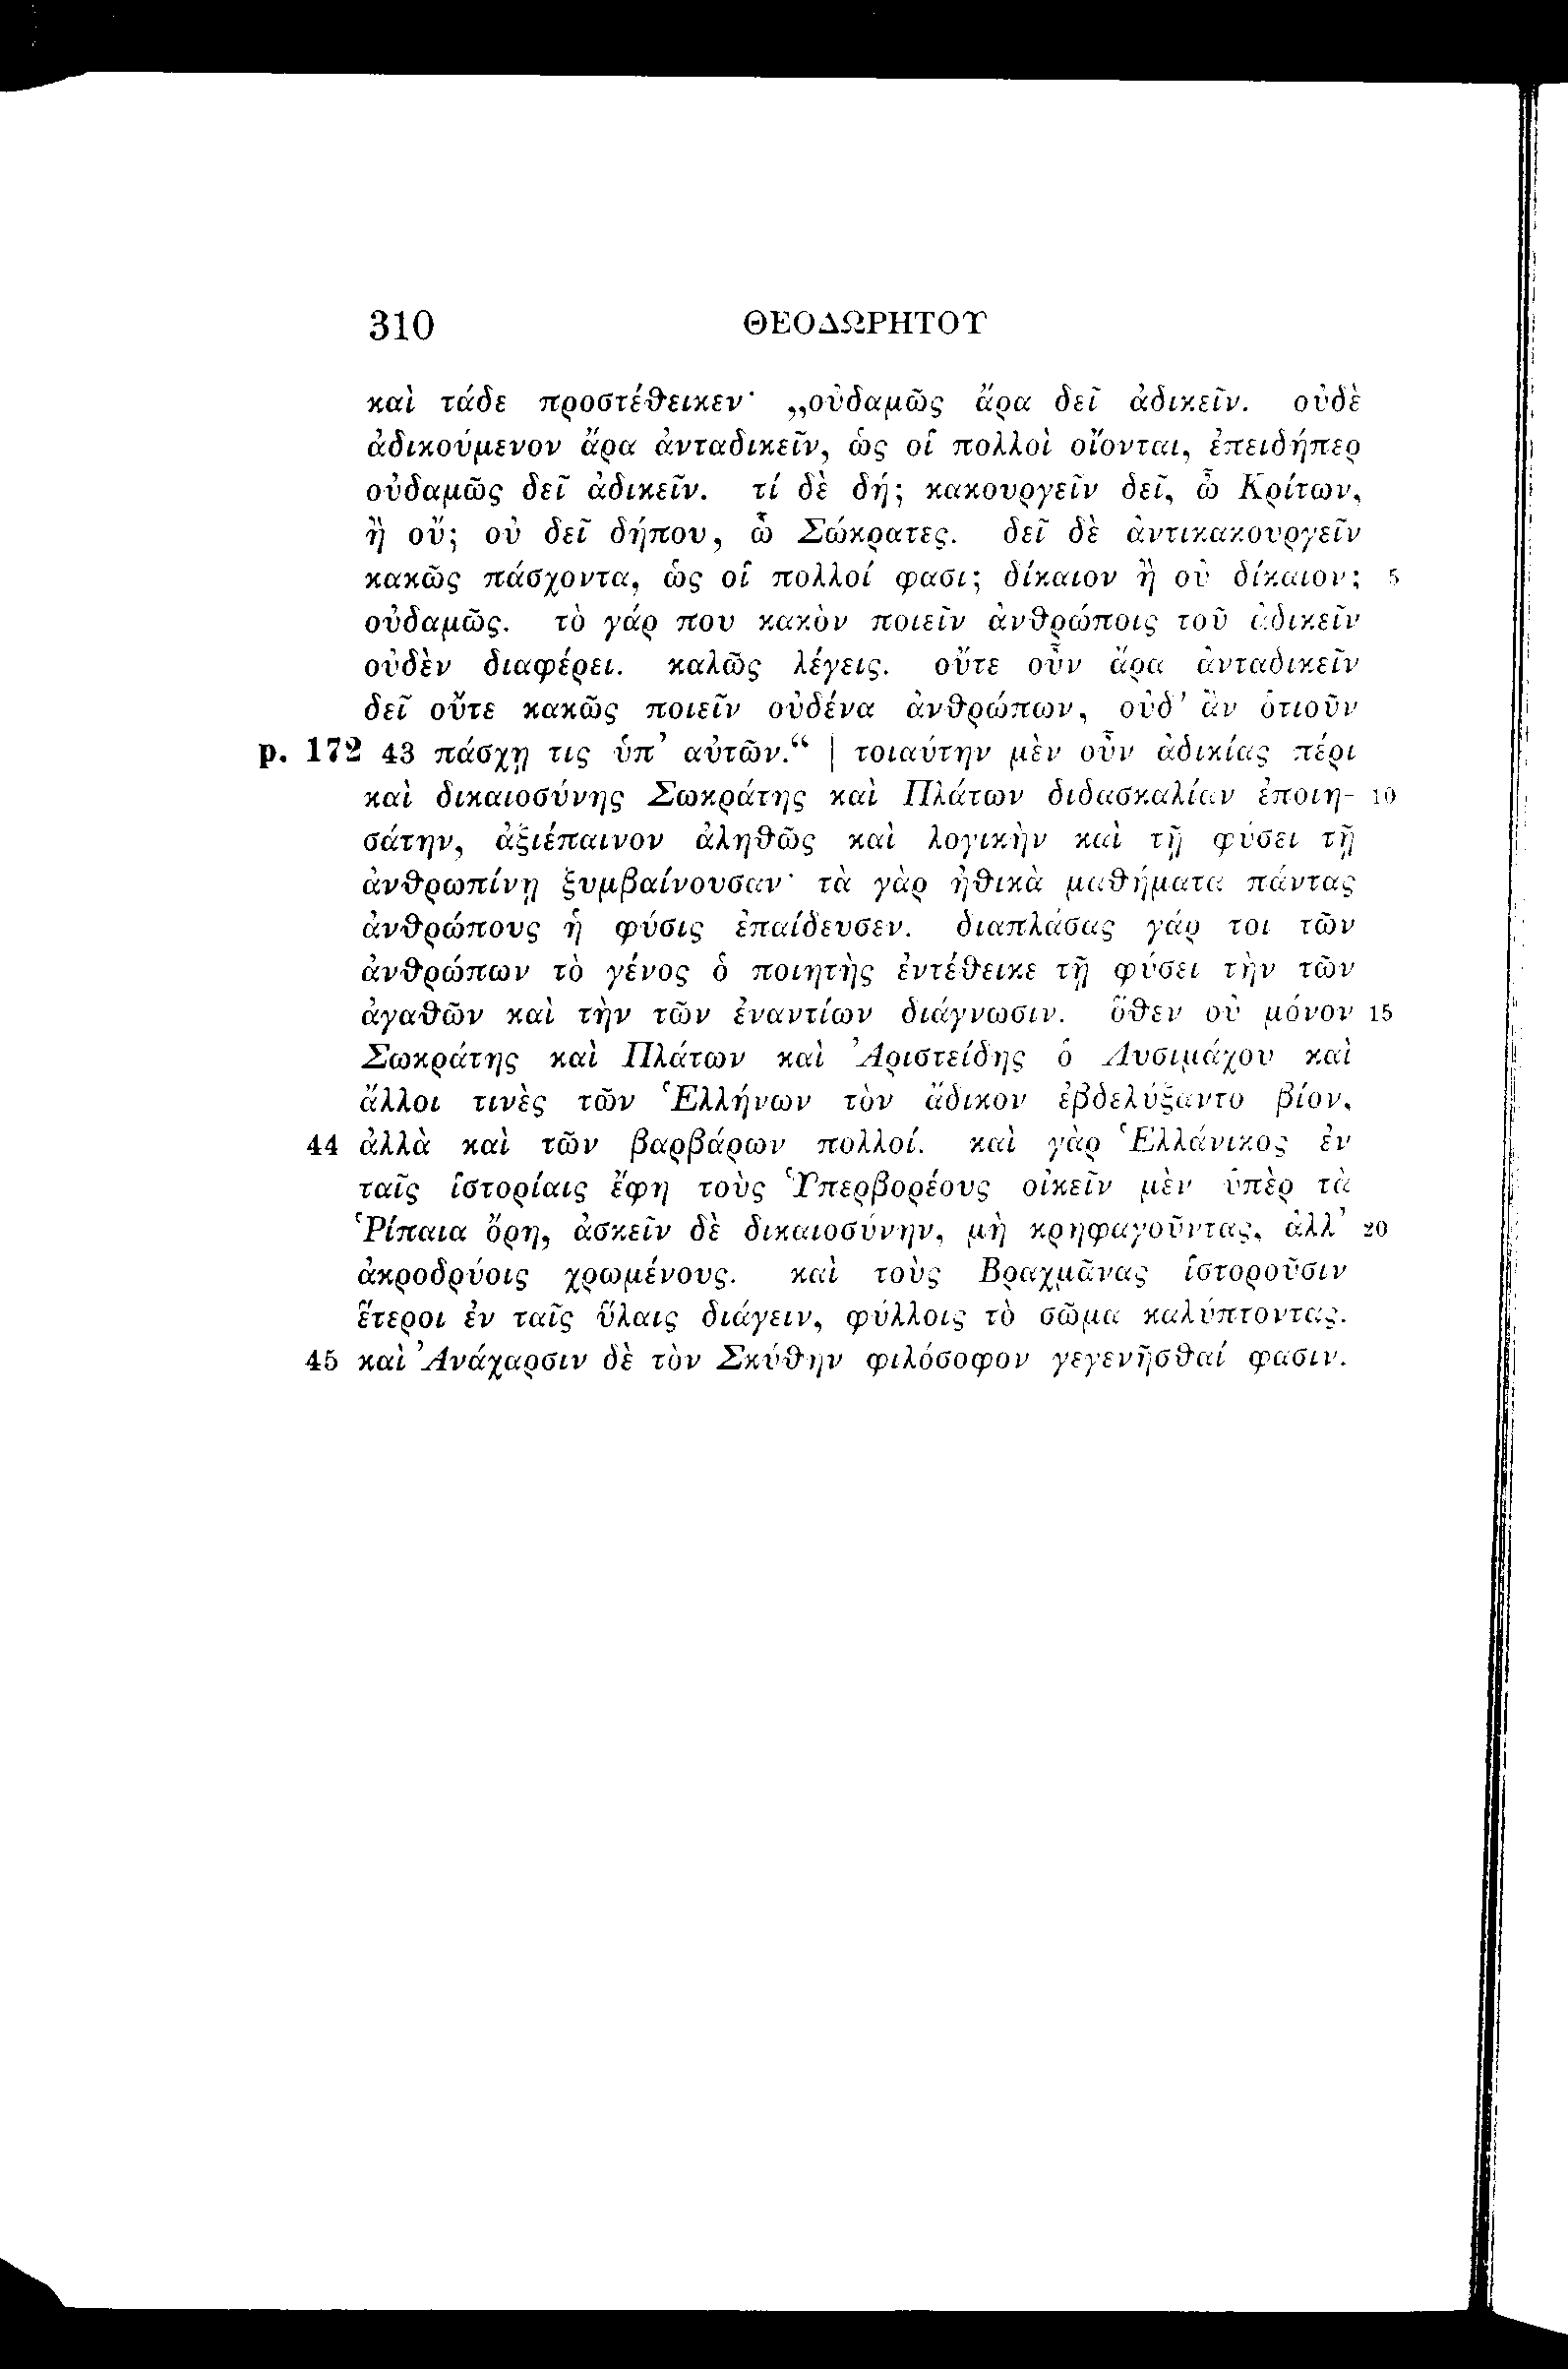 310 ΘΕΟΔΩΡΗΤΟΥ
καὶ τάδε προστέθεικεν· „οὐδαμῶς ἄρα δεῖ ἀδικεῖν. οὐδὲ
ἀδικούμενον ἄρα ἀνταδικεῖν, ὡς οἱ πολλοὶ οἴονται, ἐπειδήπερ
οὐδαμῶς δεῖ ἀδικεῖν. τί δὲ δή; κακουργεῖν δεῖ, ὦ Κρίτων,
ἢ οὔ; οὐ δεῖ δήπου, ὦ Σώκρατες. δεῖ δὲ ἀντικακουργεῖν
κακῶς πάσχοντα, ὡς οἱ πολλοί φασι; δίκαιον ἢ οὐ δίκαιον; 5
οὐδαμῶς. τὸ γάρ που κακὸν ποιεῖν ἀνθρώποις τοῦ ἀδικεῖν
οὐδὲν διαφέρει. καλῶς λέγεις. οὔτε οὖν ἄρα ἀνταδικεῖν
δεῖ οὔτε κακῶς ποιεῖν οὐδένα ἀνθρώπων, οὐδ’ ἂν ὁτιοῦν
p. 172 43 πάσχῃ τις ὑπ’ αὐτῶν.“ | τοιαύτην μὲν οὖν ἀδικίας πέρι
καὶ δικαιοσύνης Σωκράτης καὶ Πλάτων διδασκαλίαν ἐποιη- 10
σάτην, ἀξιέπαινον ἀληθῶς καὶ λογικὴν καὶ τῇ φύσει τῇ
ἀνθρωπίνῃ ξυμβαίνουσαν· τὰ γὰρ ἠθικὰ μαθήματα πάντας
ἀνθρώπους ἡ φύσις ἐπαίδευσεν. διαπλάσας γάρ τοι τῶν
ἀνθρώπων τὸ γένος ὁ ποιητὴς ἐντέθεικε τῇ φύσει τὴν τῶν
ἀγαθῶν καὶ τὴν τῶν ἐναντίων διάγνωσιν. ὅθεν οὐ μόνον 15
Σωκράτης καὶ Πλάτων καὶ Ἀριστείδης ὁ Λυσιμάχου καὶ
ἄλλοι τινὲς τῶν Ἑλλήνων τὸν ἄδικον ἐβδελύξαντο βίον,
44 ἀλλὰ καὶ τῶν βαρβάρων πολλοί. καὶ γὰρ Ἑλλάνικος ἐν
ταῖς ἱστορίαις ἔφη τοὺς Ὑπερβορέους οἰκεῖν μὲν ὑπὲρ τὰ
Ῥίπαια ὄρη, ἀσκεῖν δὲ δικαιοσύνην, μὴ κρηφαγοῦντας, ἀλλ’ 20
ἀκροδρύοις χρωμένους. καὶ τοὺς Βραχμᾶνας ἱστοροῦσιν
ἕτεροι ἐν ταῖς ὕλαις διάγειν, φύλλοις τὸ σῶμα καλύπτοντας.
45 καὶ Ἀνάχαρσιν δὲ τὸν Σκύθην φιλόσοφον γεγενῆσθαί φασιν.